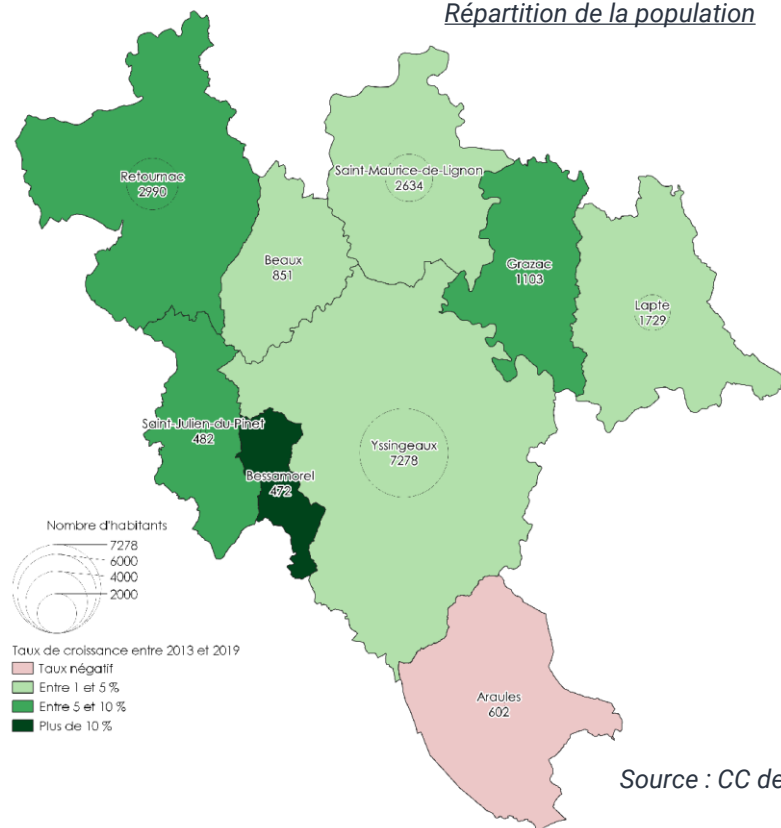 Répartition de la population
Retournac
2990
Saint-Maurice-de-Lignon
2634
Beaux
851
Grazac
1103
Lapte
1729
Saint-Julien-du-Pinet
482
Yssingeaux
7278
Bessamorel
472
Araules
602
Nombre d'habitants
7278
6000
4000
2000
Taux de croissance entre 2013 et 2019
Taux négatif
Entre 1 et 5 %
Entre 5 et 10 %
Plus de 10 %
Source : CC de